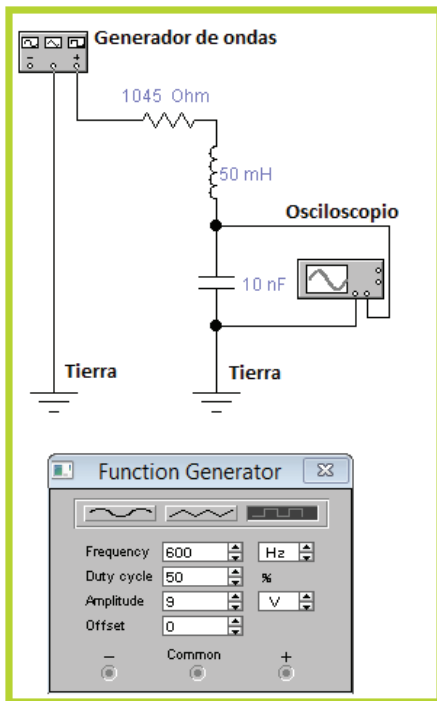 Generador de ondas
1045 Ohm
50 mH
Osciloscopio
10 nF
Tierra
Tierra
Function Generator
Frequency 600 Hz
Duty cycle 50 %
Amplitude 9 V
Offset 0
− Common +